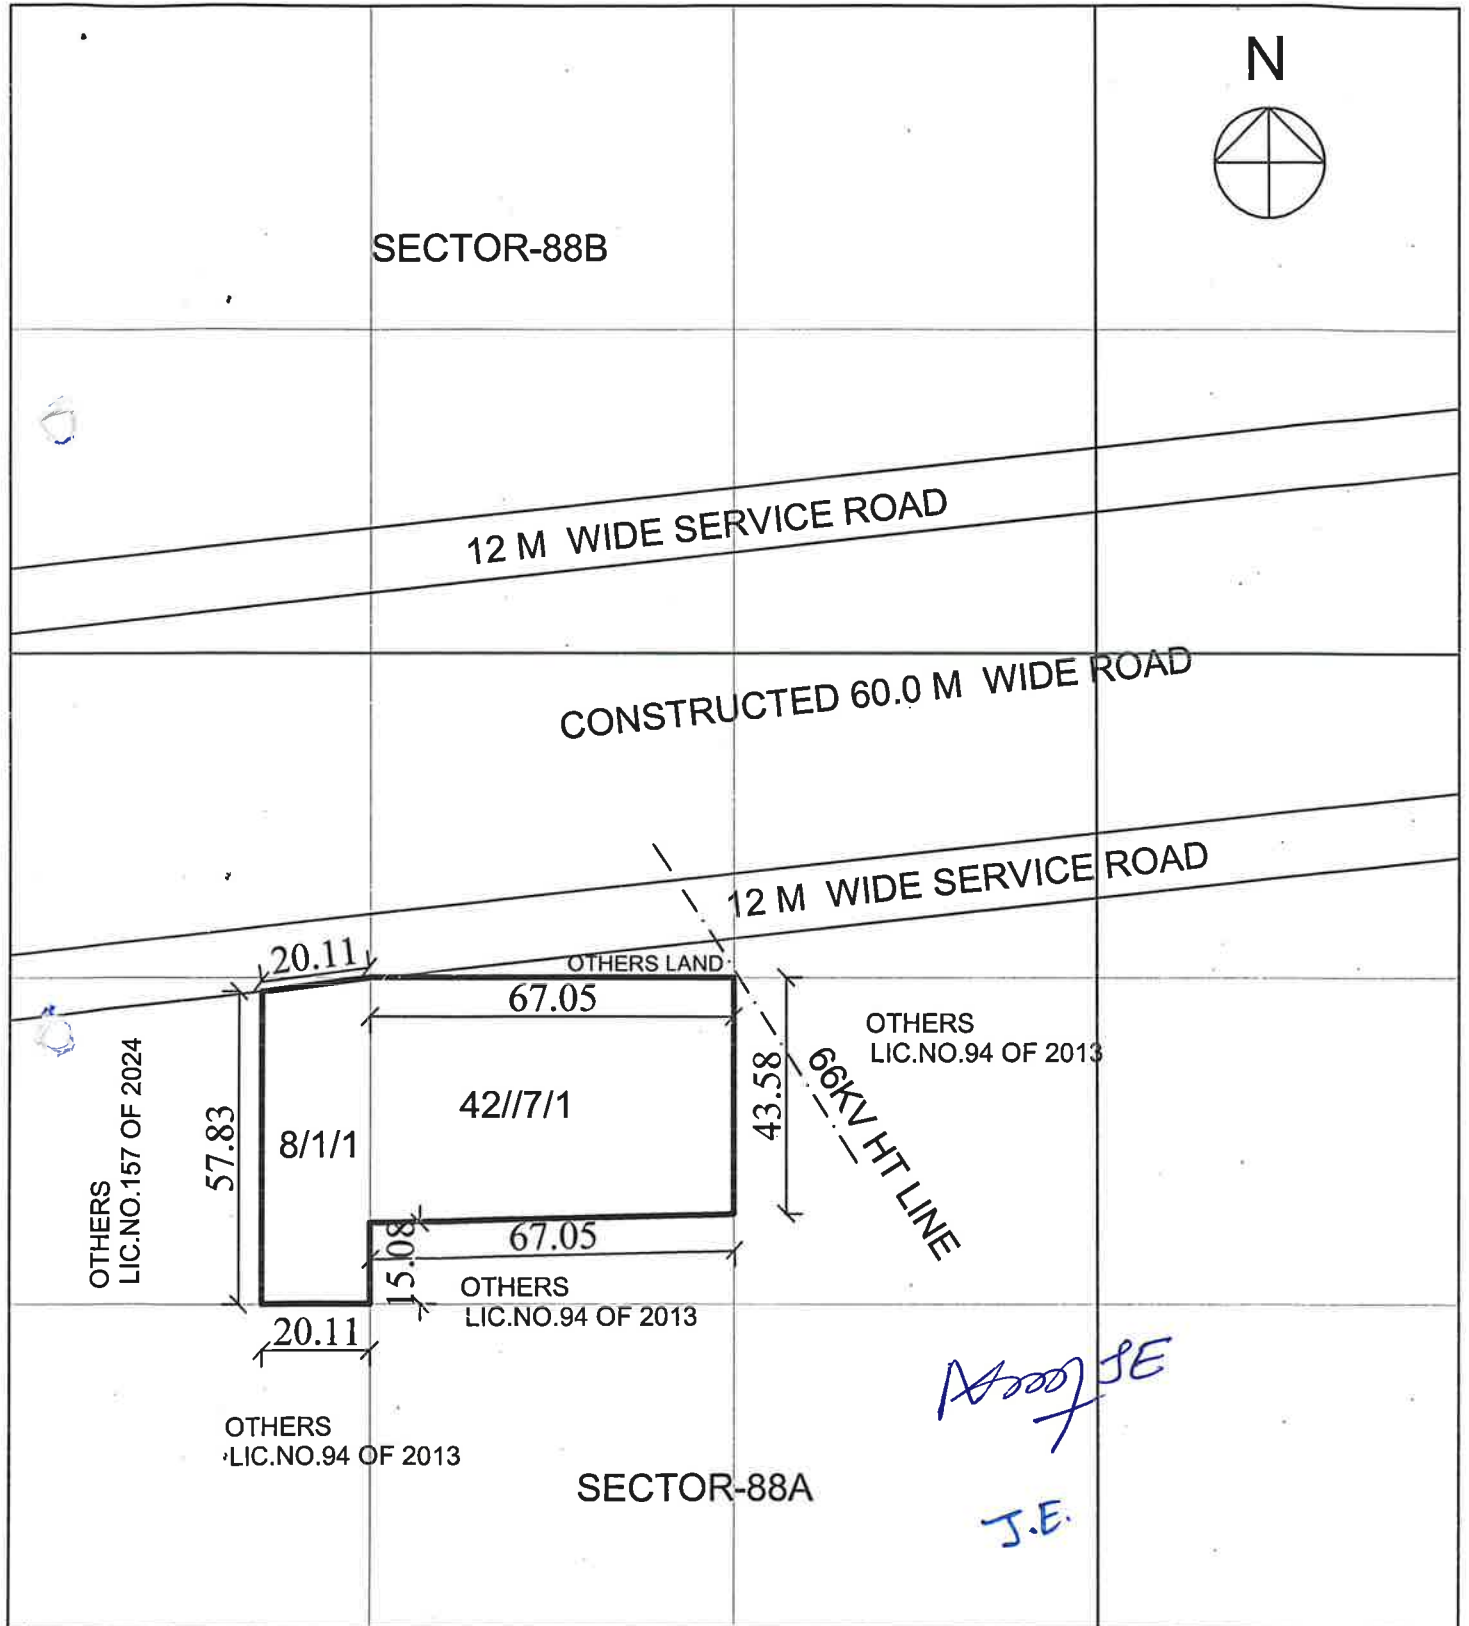 N
SECTOR-88B
12 M WIDE SERVICE ROAD
CONSTRUCTED 60.0 M WIDE ROAD
12 M WIDE SERVICE ROAD
20.11
OTHERS LAND
67.05
OTHERS
LIC.NO.94 OF 2013
OTHERS
LIC.NO.157 OF 2024
57.83
8/1/1
42//7/1
43.58
66KV HT LINE
15.08
67.05
OTHERS
LIC.NO.94 OF 2013
20.11
OTHERS
LIC.NO.94 OF 2013
SECTOR-88A
J.E.